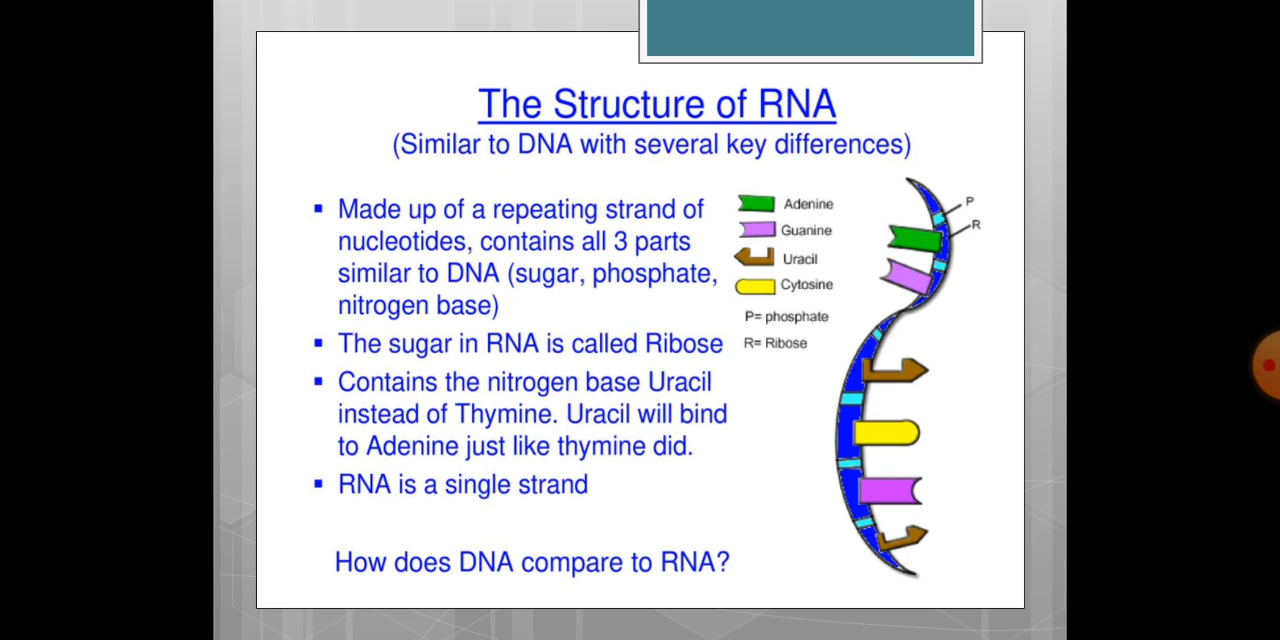 The Structure of RNA
(Similar to DNA with several key differences)
▪ Made up of a repeating strand of
nucleotides, contains all 3 parts
similar to DNA (sugar, phosphate,
nitrogen base)
▪ The sugar in RNA is called Ribose
▪ Contains the nitrogen base Uracil
instead of Thymine. Uracil will bind
to Adenine just like thymine did.
▪ RNA is a single strand
How does DNA compare to RNA?
Adenine
Guanine
Uracil
Cytosine
P= phosphate
R= Ribose
P
R